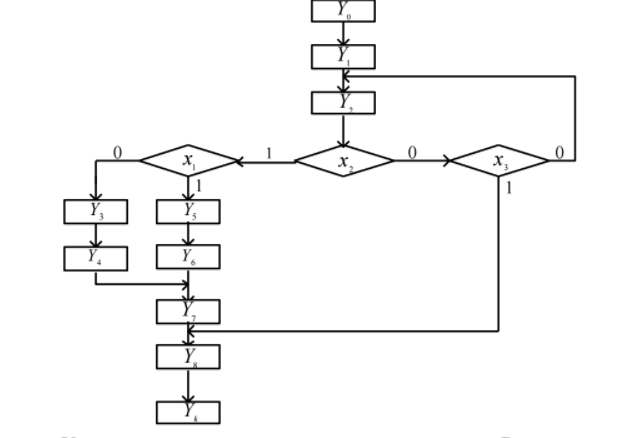 Y₀
Y₁
Y₂
0 x₁ 1 x₂ 0 x₃ 0
1 1
Y₃ Y₅
Y₄ Y₆
Y₇
Y₈
Yₖ